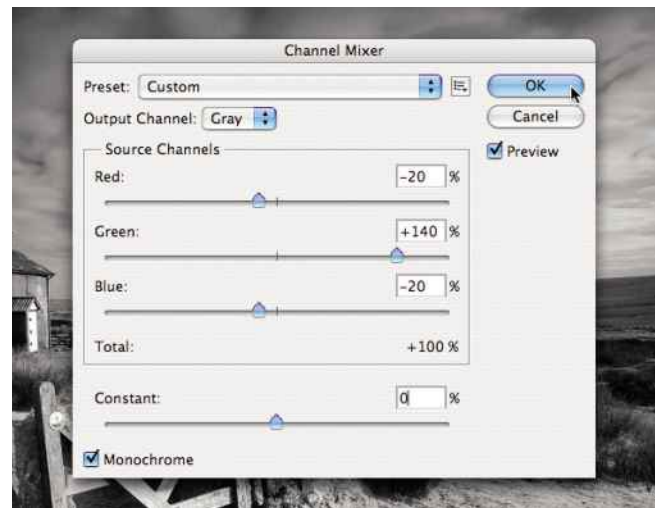 Channel Mixer
Preset: Custom
OK
Output Channel: Gray
Cancel
Source Channels
Preview
Red: -20 %
Green: +140 %
Blue: -20 %
Total: +100 %
Constant: 0 %
Monochrome